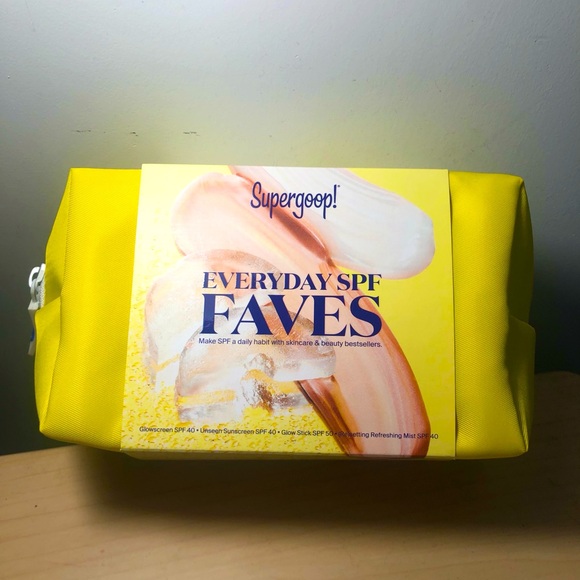 Supergoop!
EVERYDAY SPF
FAVES
Make SPF a daily habit with skincare & beauty bestsellers.
Glowscreen SPF 40 • Unseen Sunscreen SPF 40 • Glow Stick SPF 50 • Resetting Refreshing Mist SPF 40